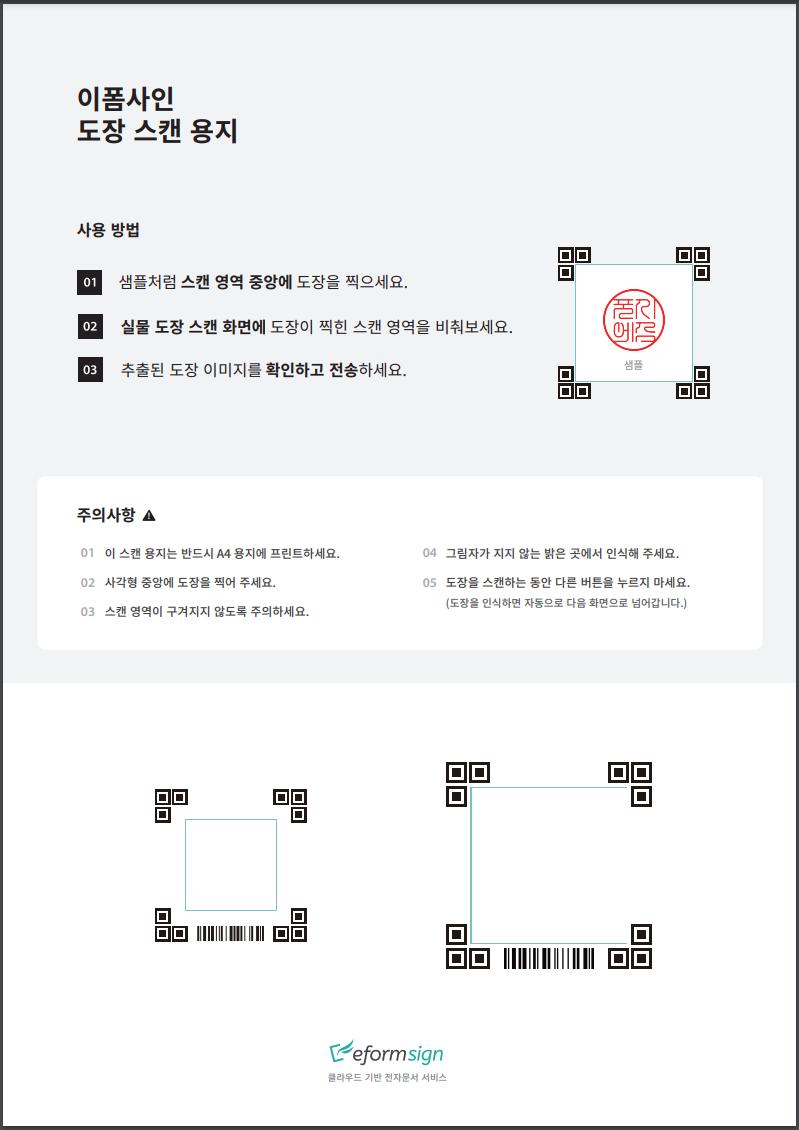 이폼사인
도장 스캔 용지
사용 방법
01 샘플처럼 스캔 영역 중앙에 도장을 찍으세요.
02 실물 도장 스캔 화면에 도장이 찍힌 스캔 영역을 비춰보세요.
03 추출된 도장 이미지를 확인하고 전송하세요.
샘플
주의사항
01 이 스캔 용지는 반드시 A4 용지에 프린트하세요.
02 사각형 중앙에 도장을 찍어 주세요.
03 스캔 영역이 구겨지지 않도록 주의하세요.
04 그림자가 지지 않는 밝은 곳에서 인식해 주세요.
05 도장을 스캔하는 동안 다른 버튼을 누르지 마세요.
(도장을 인식하면 자동으로 다음 화면으로 넘어갑니다.)
eformsign
클라우드 기반 전자문서 서비스